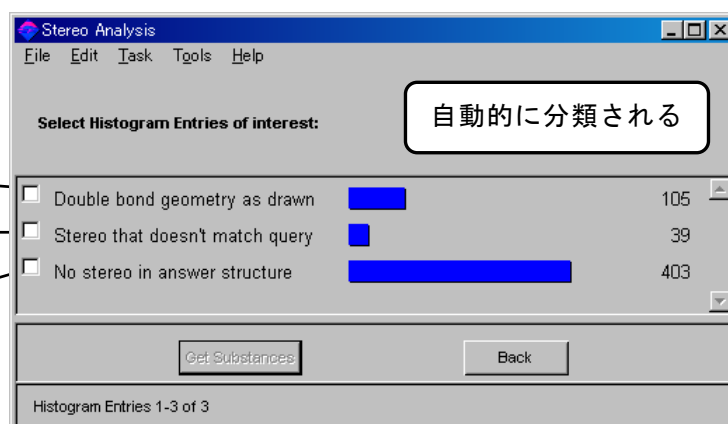 Stereo Analysis
File Edit Task Tools Help
自動的に分類される
Select Histogram Entries of interest:
Double bond geometry as drawn 105
Stereo that doesn't match query 39
No stereo in answer structure 403
Get Substances Back
Histogram Entries 1-3 of 3